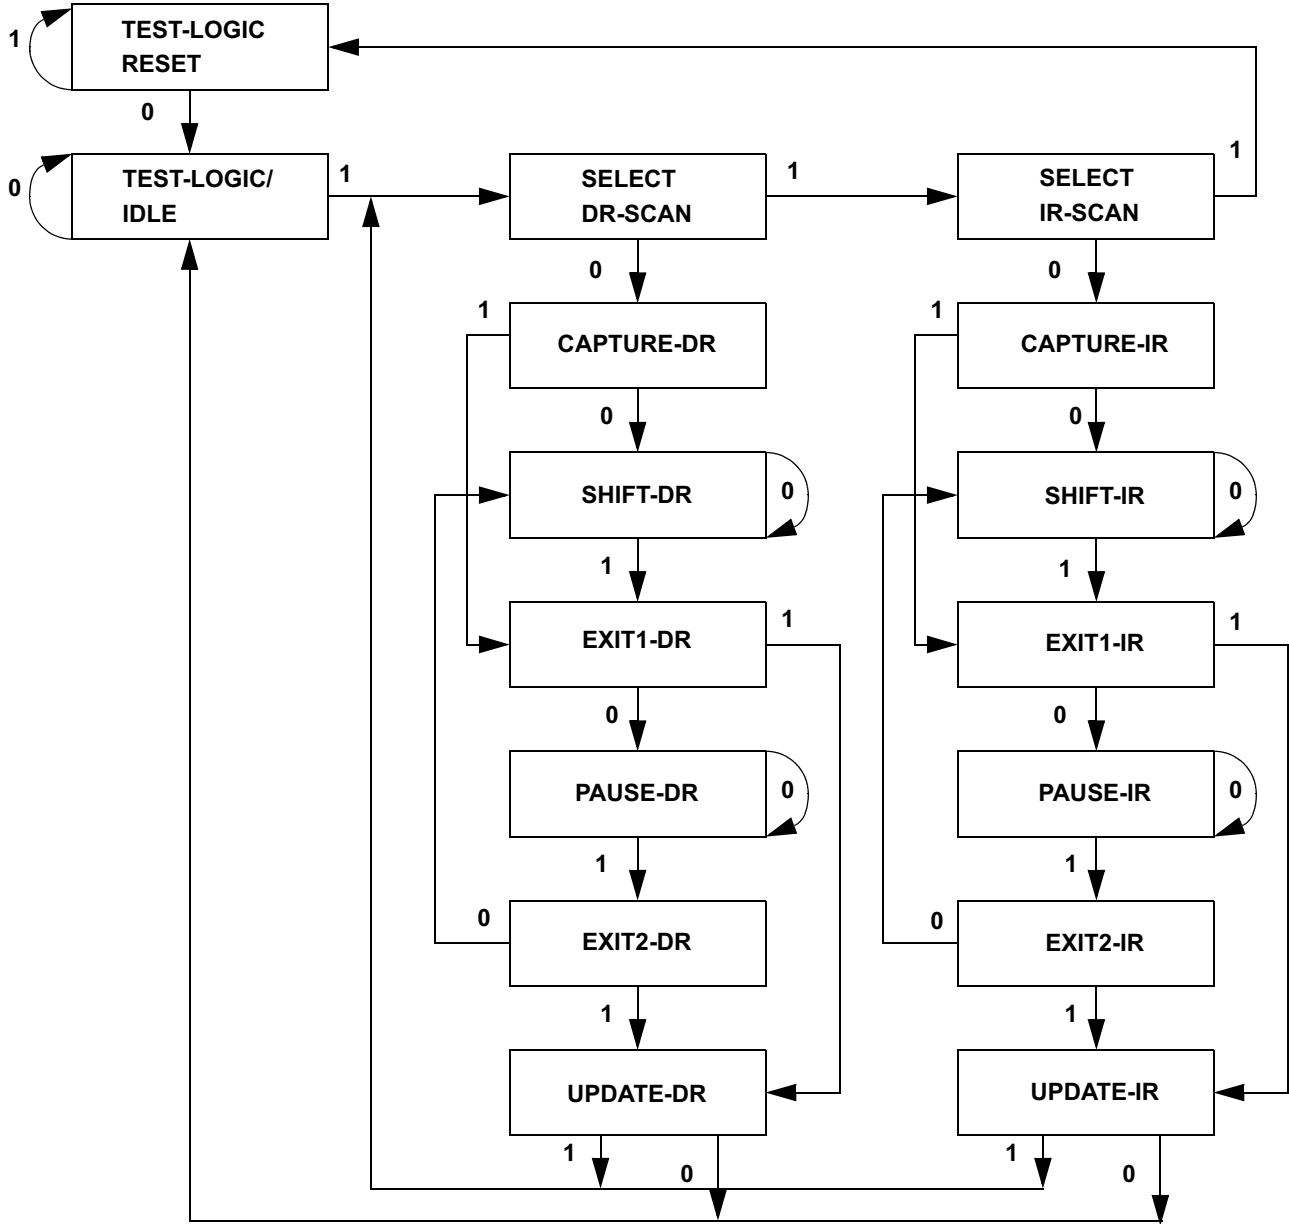 TEST-LOGIC
RESET
1
0
TEST-LOGIC/
IDLE
0
1
SELECT
DR-SCAN
1
SELECT
IR-SCAN
1
0
0
1
CAPTURE-DR
1
CAPTURE-IR
0
0
SHIFT-DR
0
SHIFT-IR
0
1
1
EXIT1-DR
1
EXIT1-IR
1
0
0
PAUSE-DR
0
PAUSE-IR
0
1
1
0
EXIT2-DR
0
EXIT2-IR
1
1
UPDATE-DR
UPDATE-IR
1
0
1
0